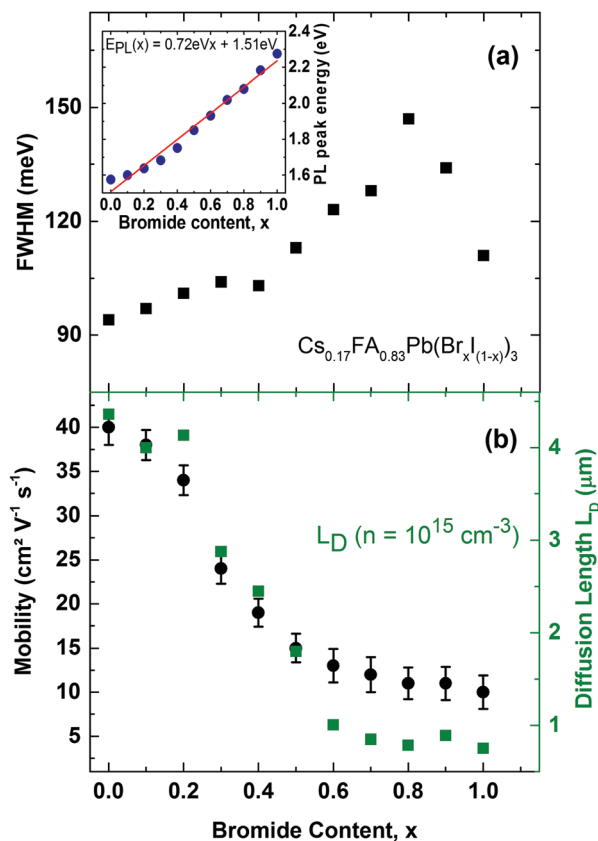 (a)
E_PL(x) = 0.72eVx + 1.51eV
2.4
2.2
2.0
1.8
1.6
PL peak energy (eV)
0.0 0.2 0.4 0.6 0.8 1.0
Bromide content, x
150
120
90
FWHM (meV)
Cs_0.17FA_0.83Pb(Br_xI_(1-x))_3
(b)
40
35
30
25
20
15
10
5
Mobility (cm² V⁻¹ s⁻¹)
L_D (n = 10¹⁵ cm⁻³)
4
3
2
1
Diffusion Length L_D (μm)
0.0 0.2 0.4 0.6 0.8 1.0
Bromide Content, x